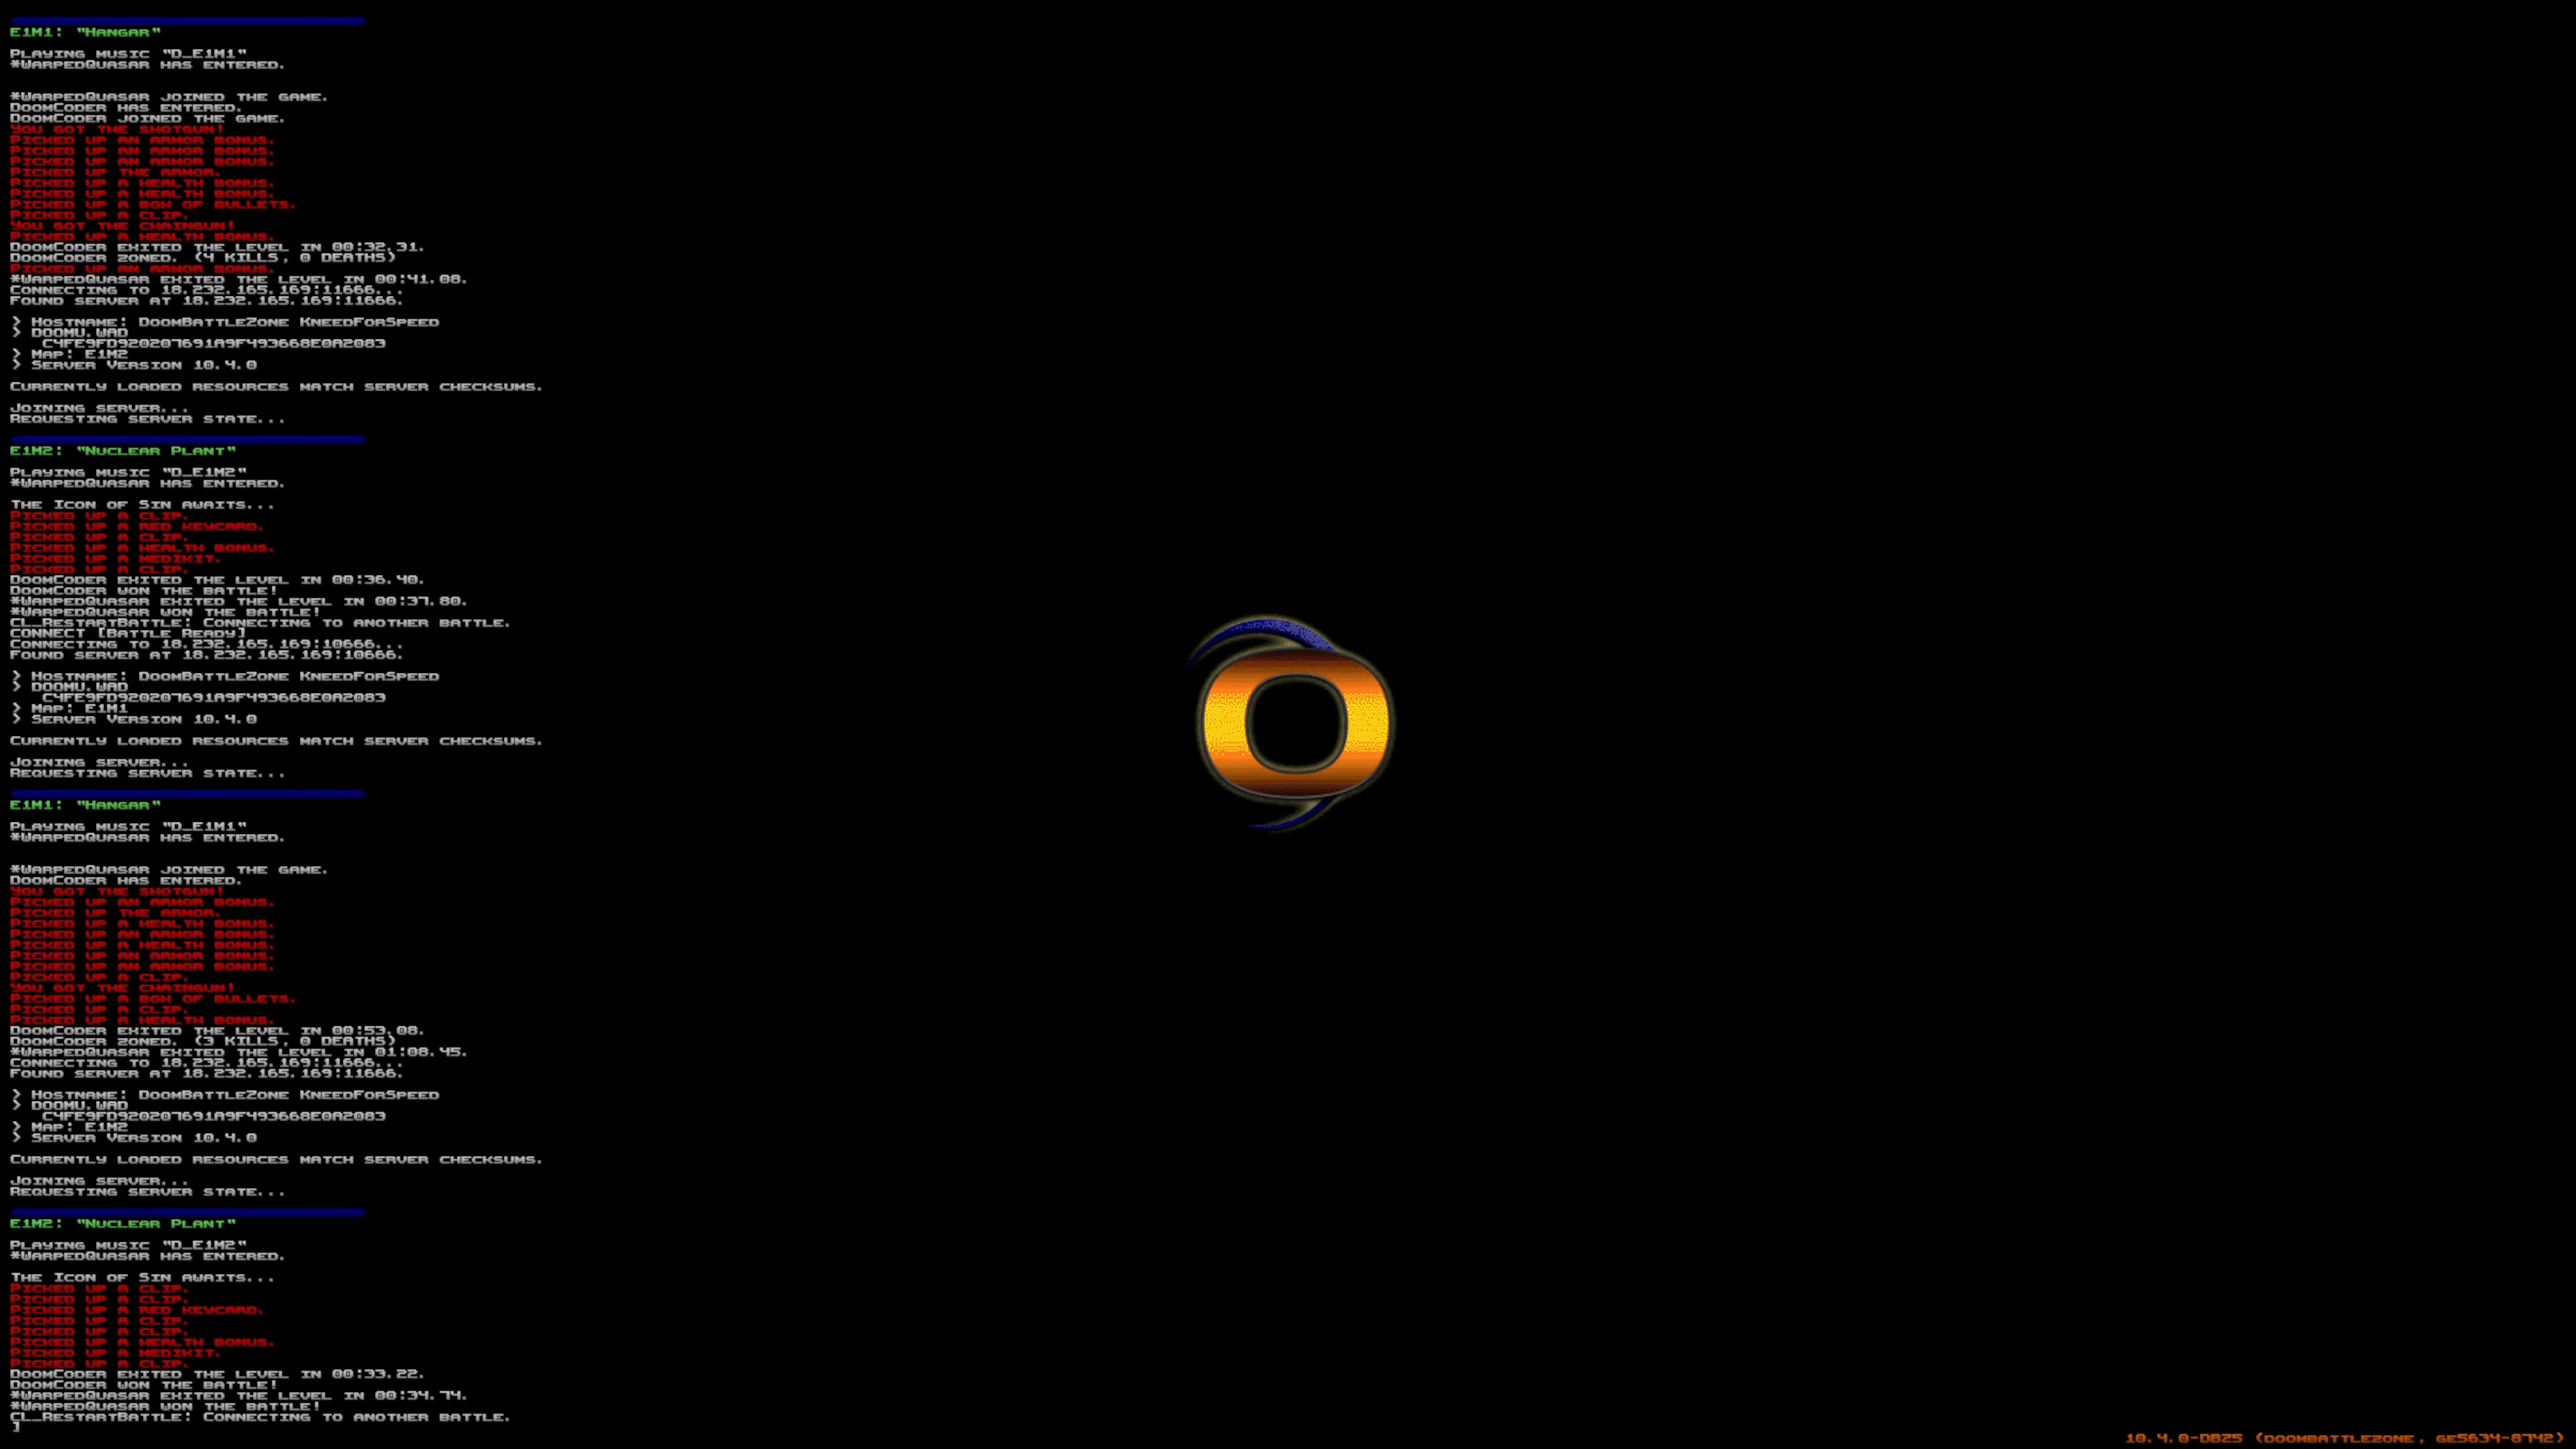 E1M1: "Hangar"
Playing music "D_E1M1"
*WarpedQuasar has entered.
*WarpedQuasar joined the game.
DoomCoder has entered.
DoomCoder joined the game.
You got the shotgun!
Picked up an armor bonus.
Picked up an armor bonus.
Picked up an armor bonus.
Picked up the armor.
Picked up a health bonus.
Picked up a health bonus.
Picked up a box of bullets.
Picked up a clip.
You got the chaingun!
Picked up a health bonus.
DoomCoder exited the level in 00:32.31.
DoomCoder zoned. (4 kills, 0 deaths)
Picked up an armor bonus.
*WarpedQuasar exited the level in 00:41.08.
Connecting to 18.232.165.169:11666...
Found server at 18.232.165.169:11666.
> Hostname: DoomBattleZone KneedForSpeed
> DOOMU.WAD
C4FE9FD920207691A9F493668E0A2083
> Map: E1M2
> Server Version 10.4.0
Currently loaded resources match server checksums.
Joining server...
Requesting server state...
E1M2: "Nuclear Plant"
Playing music "D_E1M2"
*WarpedQuasar has entered.
The Icon of Sin awaits...
Picked up a clip.
Picked up a red keycard.
Picked up a clip.
Picked up a health bonus.
Picked up a medikit.
Picked up a clip.
DoomCoder exited the level in 00:36.40.
DoomCoder won the battle!
*WarpedQuasar exited the level in 00:37.80.
*WarpedQuasar won the battle!
CL_RestartBattle: Connecting to another battle.
CONNECT [Battle Ready]
Connecting to 18.232.165.169:10666...
Found server at 18.232.165.169:10666.
> Hostname: DoomBattleZone KneedForSpeed
> DOOMU.WAD
C4FE9FD920207691A9F493668E0A2083
> Map: E1M1
> Server Version 10.4.0
Currently loaded resources match server checksums.
Joining server...
Requesting server state...
E1M1: "Hangar"
Playing music "D_E1M1"
*WarpedQuasar has entered.
*WarpedQuasar joined the game.
DoomCoder has entered.
You got the shotgun!
Picked up an armor bonus.
Picked up the armor.
Picked up a health bonus.
Picked up an armor bonus.
Picked up a health bonus.
Picked up an armor bonus.
Picked up an armor bonus.
Picked up a clip.
You got the chaingun!
Picked up a box of bullets.
Picked up a clip.
Picked up a health bonus.
DoomCoder exited the level in 00:53.08.
DoomCoder zoned. (3 kills, 0 deaths)
*WarpedQuasar exited the level in 01:08.45.
Connecting to 18.232.165.169:11666...
Found server at 18.232.165.169:11666.
> Hostname: DoomBattleZone KneedForSpeed
> DOOMU.WAD
C4FE9FD920207691A9F493668E0A2083
> Map: E1M2
> Server Version 10.4.0
Currently loaded resources match server checksums.
Joining server...
Requesting server state...
E1M2: "Nuclear Plant"
Playing music "D_E1M2"
*WarpedQuasar has entered.
The Icon of Sin awaits...
Picked up a clip.
Picked up a clip.
Picked up a red keycard.
Picked up a clip.
Picked up a clip.
Picked up a health bonus.
Picked up a medikit.
Picked up a clip.
DoomCoder exited the level in 00:33.22.
DoomCoder won the battle!
*WarpedQuasar exited the level in 00:34.74.
*WarpedQuasar won the battle!
CL_RestartBattle: Connecting to another battle.
]
10.4.0-DB25 (doombattlezone, ge5634-8742)